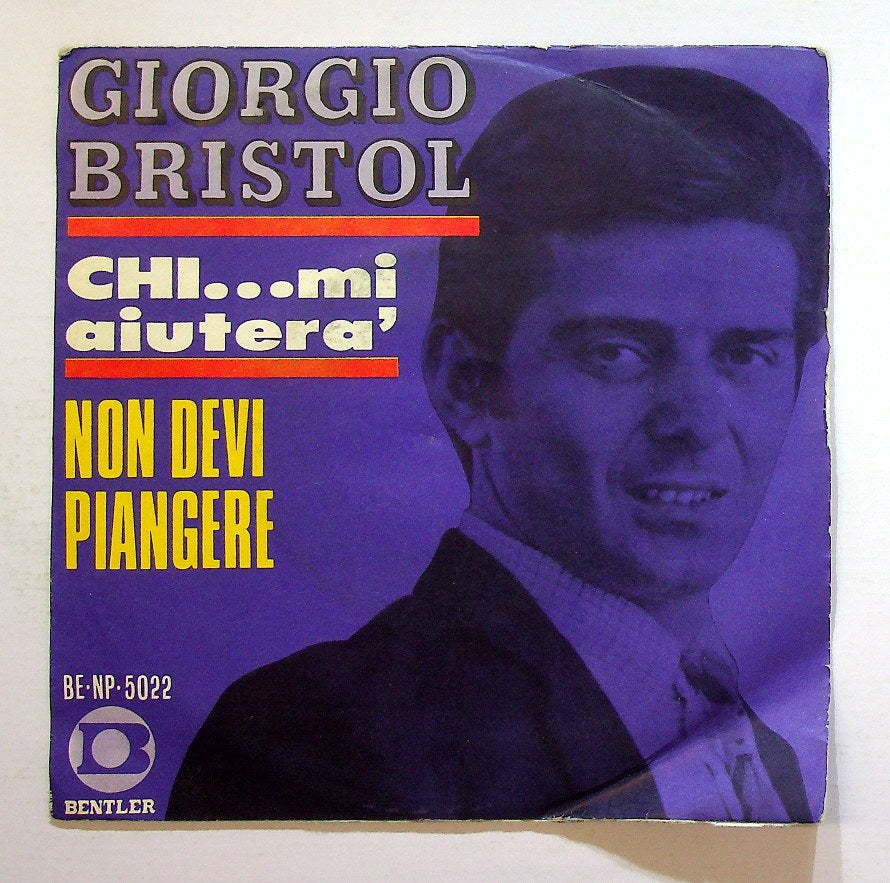 GIORGIO
BRISTOL
CHI...mi
aiutera'
NON DEVI
PIANGERE
BE·NP·5022
B
BENTLER